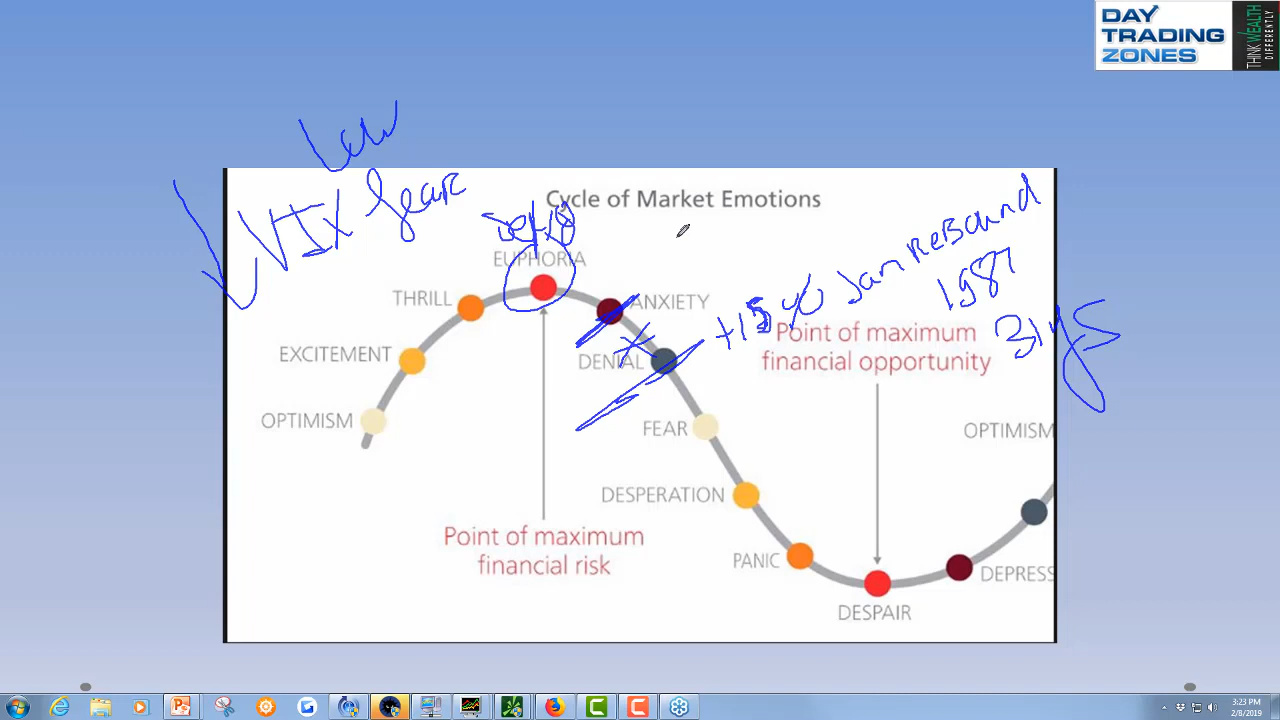 DAY
TRADING
ZONES
THINK WEALTH
DIFFERENTLY
Low
VIX fear
Cycle of Market Emotions
EUPHORIA
THRILL
ANXIETY
+15% Jan Rebound
1987
31 yrs
EXCITEMENT
DENIAL
Point of maximum
financial opportunity
OPTIMISM
FEAR
OPTIMISM
DESPERATION
Point of maximum
financial risk
PANIC
DEPRESS
DESPAIR
3:23 PM
2/8/2019